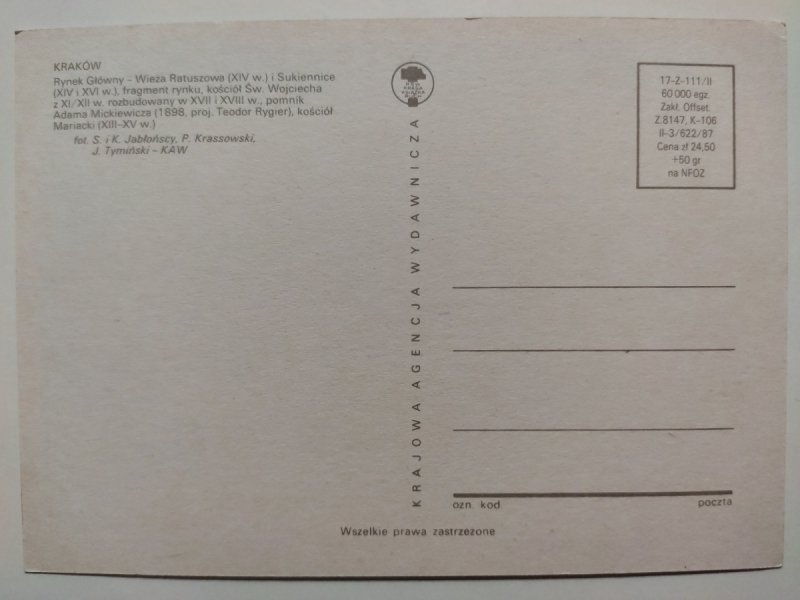 KRAKÓW
Rynek Główny – Wieża Ratuszowa (XIV w.) i Sukiennice
(XIV i XVI w.), fragment rynku, kościół Św. Wojciecha
z XI/XII w. rozbudowany w XVII i XVIII w., pomnik
Adama Mickiewicza (1898, proj. Teodor Rygier), kościół
Mariacki (XIII–XV w.)
fot. S. i K. Jabłońscy, P. Krassowski,
J. Tymiński – KAW
KRAJOWA AGENCJA WYDAWNICZA
17-Z-111/II
60 000 egz.
Zakł. Offset.
Z.8147, K-106
II-3/622/87
Cena zł 24,50
+50 gr
na NFOZ
ozn. kod
poczta
Wszelkie prawa zastrzeżone